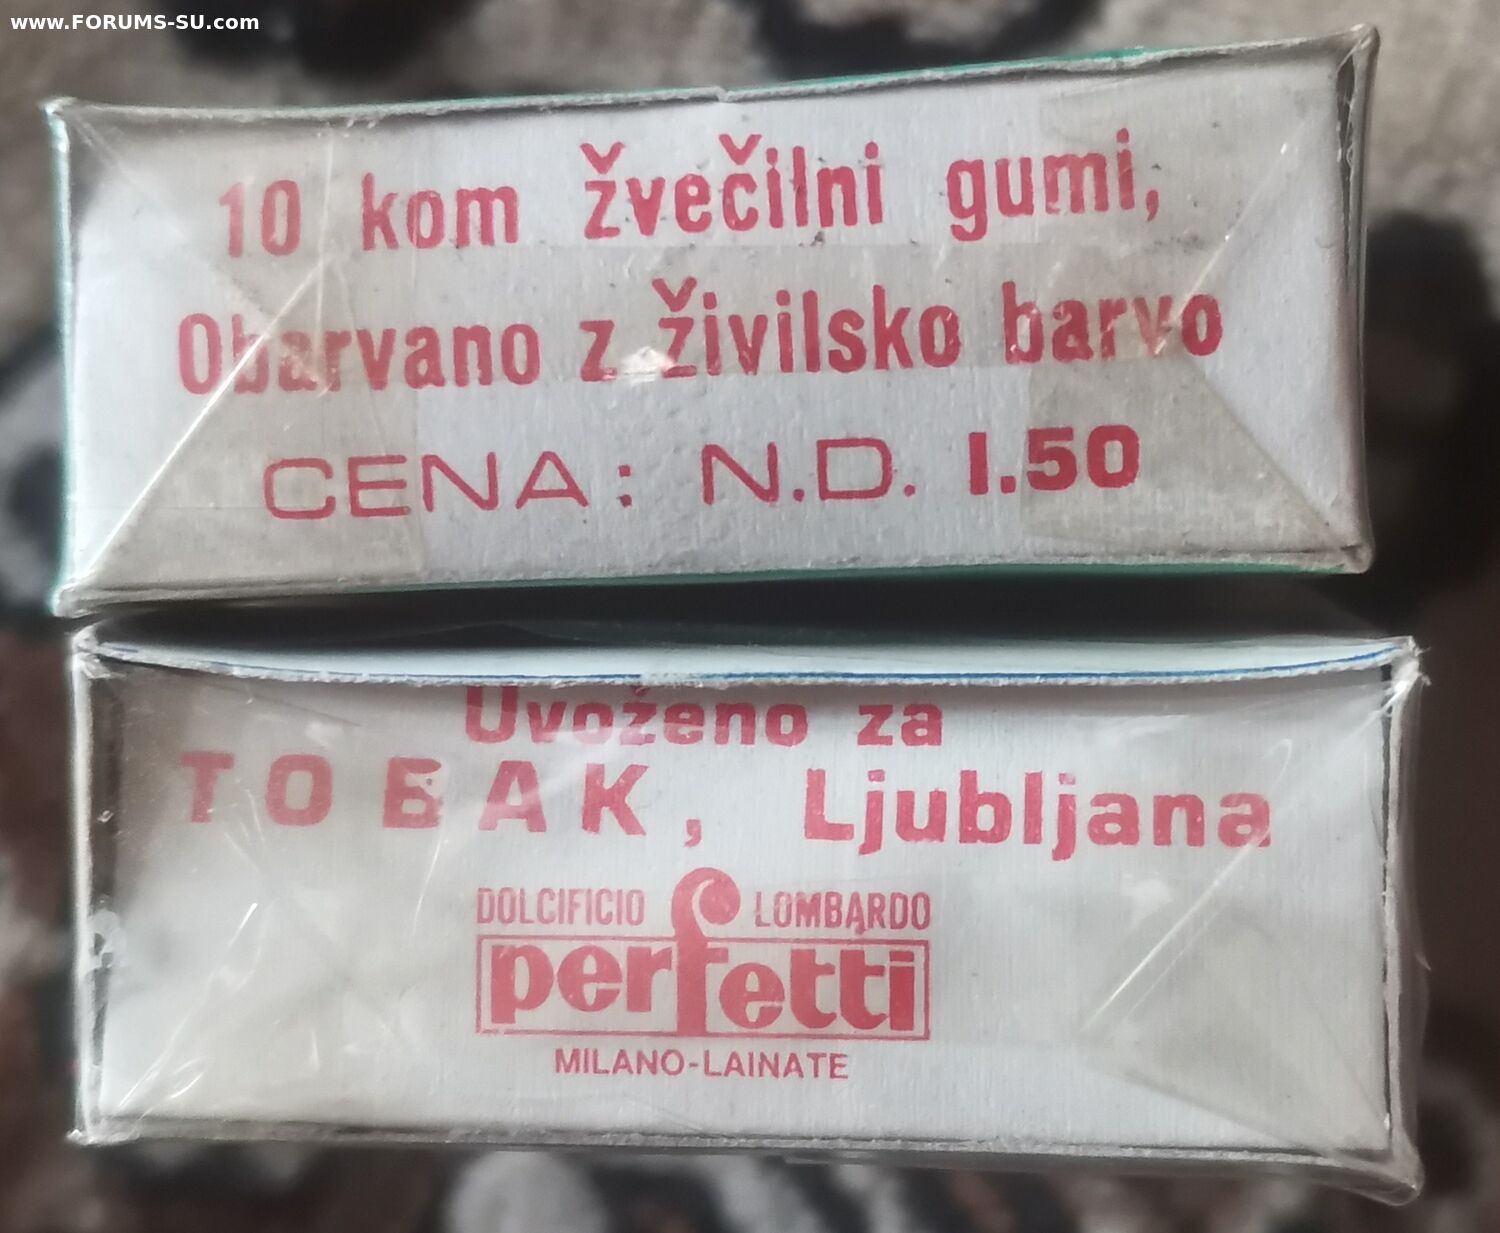 www.FORUMS-SU.com
10 kom žvečilni gumi,
Obarvano z živilsko barvo
CENA: N.D. 1.50
Uvoženo za
TOBAK, Ljubljana
DOLCIFICIO LOMBARDO
perfetti
MILANO-LAINATE